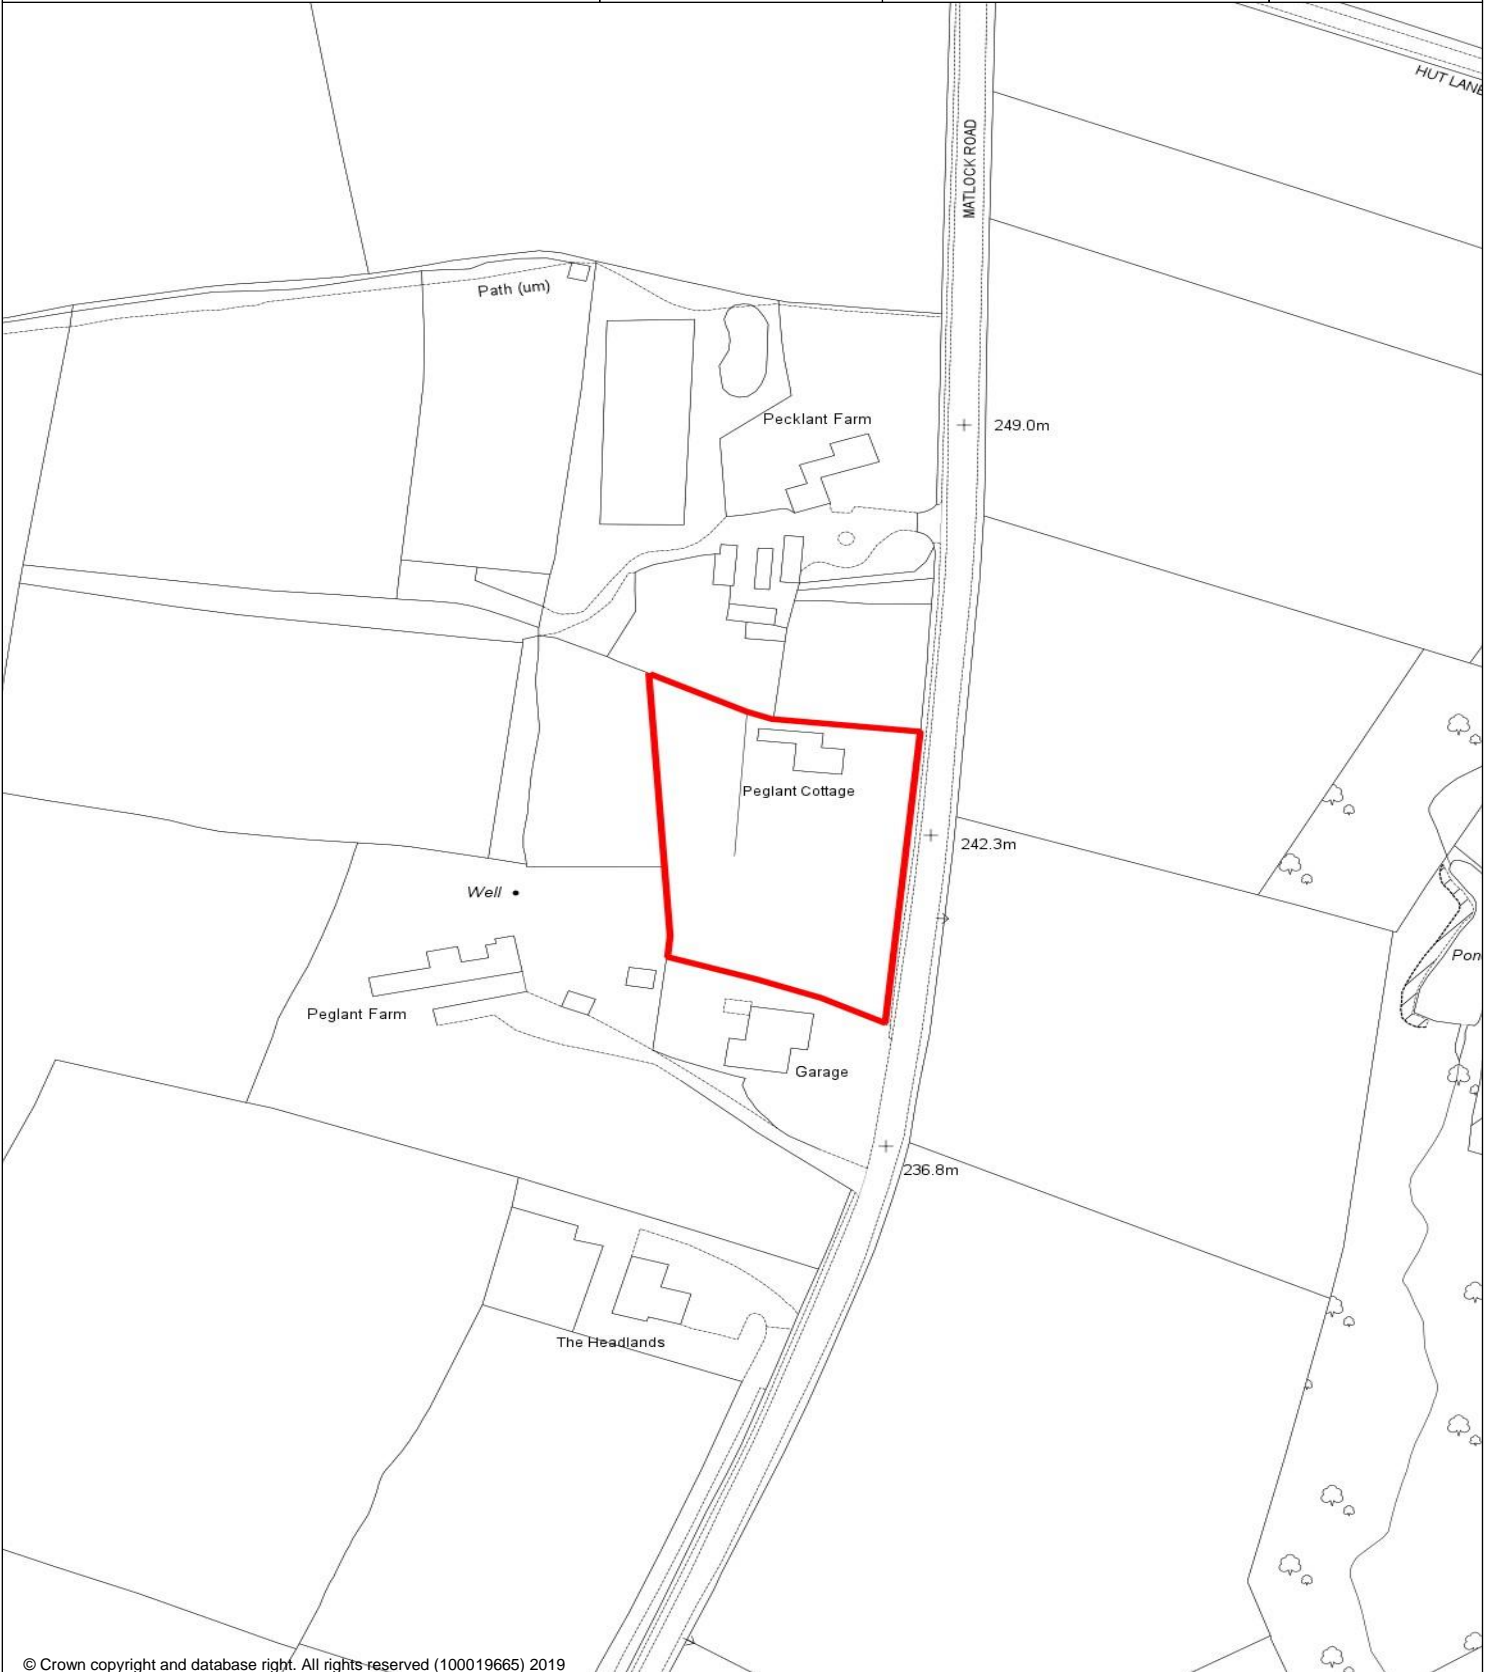 HUT LANE
MATLOCK ROAD
Path (um)
Pecklant Farm
249.0m
Peglant Cottage
242.3m
Well
Pon
Peglant Farm
Garage
236.8m
The Headlands
© Crown copyright and database right. All rights reserved (100019665) 2019